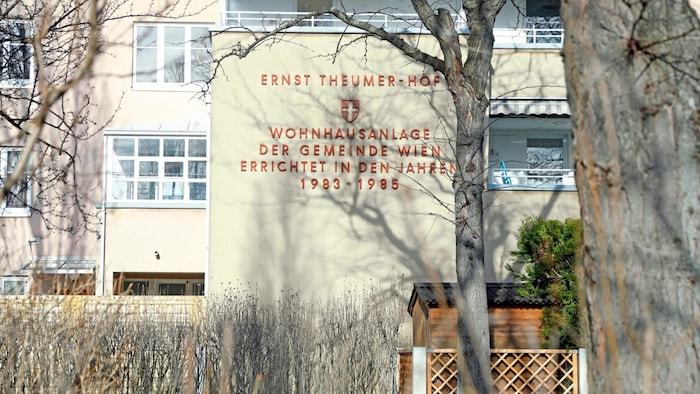 ERNST THEUMER-HOF
WOHNHAUSANLAGE
DER GEMEINDE WIEN
ERRICHTET IN DEN JAHREN
1983-1985